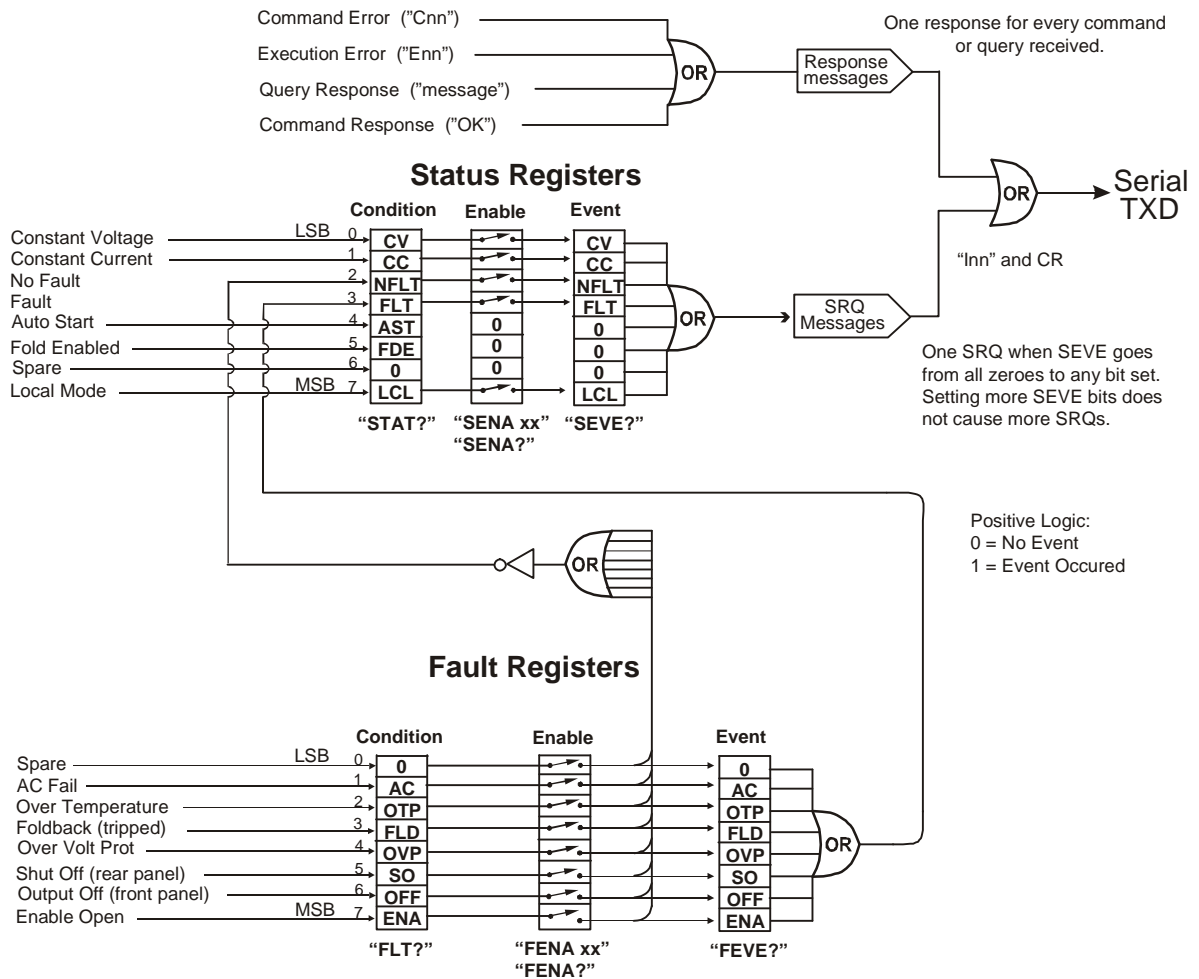 Command Error ("Cnn")
Execution Error ("Enn")
Query Response ("message")
Command Response ("OK")
OR
Response
messages
One response for every command
or query received.
OR
Serial
TXD
Status Registers
Condition
Enable
Event
Constant Voltage
LSB
0
CV
CV
Constant Current
1
CC
CC
No Fault
2
NFLT
NFLT
Fault
3
FLT
FLT
Auto Start
4
AST
0
0
Fold Enabled
5
FDE
0
0
Spare
6
0
0
0
Local Mode
MSB
7
LCL
LCL
OR
SRQ
Messages
“Inn” and CR
“STAT?”
“SENA xx”
“SENA?”
“SEVE?”
One SRQ when SEVE goes
from all zeroes to any bit set.
Setting more SEVE bits does
not cause more SRQs.
Positive Logic:
0 = No Event
1 = Event Occured
OR
Fault Registers
Condition
Enable
Event
Spare
LSB
0
0
0
AC Fail
1
AC
AC
Over Temperature
2
OTP
OTP
Foldback (tripped)
3
FLD
FLD
Over Volt Prot
4
OVP
OVP
Shut Off (rear panel)
5
SO
SO
Output Off (front panel)
6
OFF
OFF
Enable Open
MSB
7
ENA
ENA
OR
“FLT?”
“FENA xx”
“FENA?”
“FEVE?”